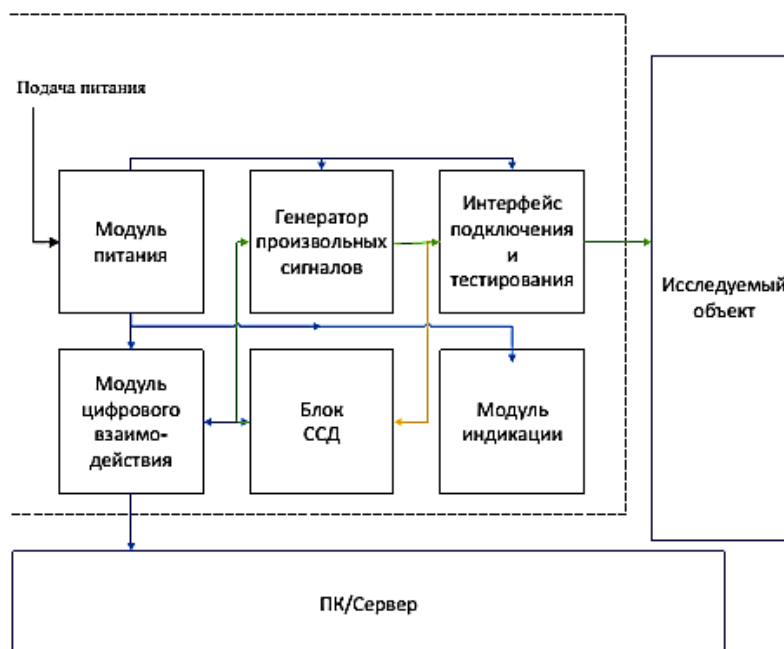 Подача питания
Модуль
питания
Генератор
произвольных
сигналов
Интерфейс
подключения
и
тестирования
Исследуемый
объект
Модуль
цифрового
взаимо-
действия
Блок
ССД
Модуль
индикации
ПК/Сервер